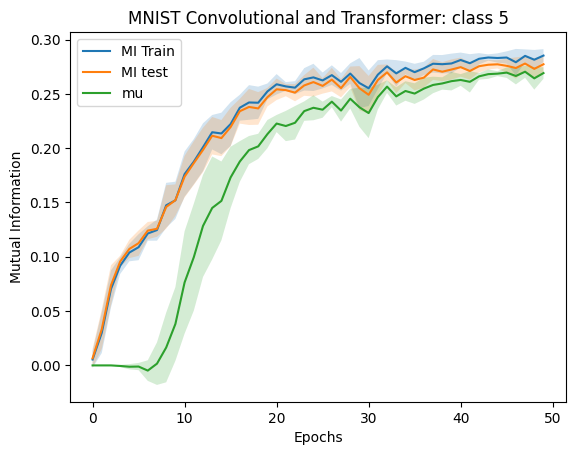 MNIST Convolutional and Transformer: class 5
MI Train
MI test
mu
Mutual Information
0.30
0.25
0.20
0.15
0.10
0.05
0.00
0 10 20 30 40 50
Epochs